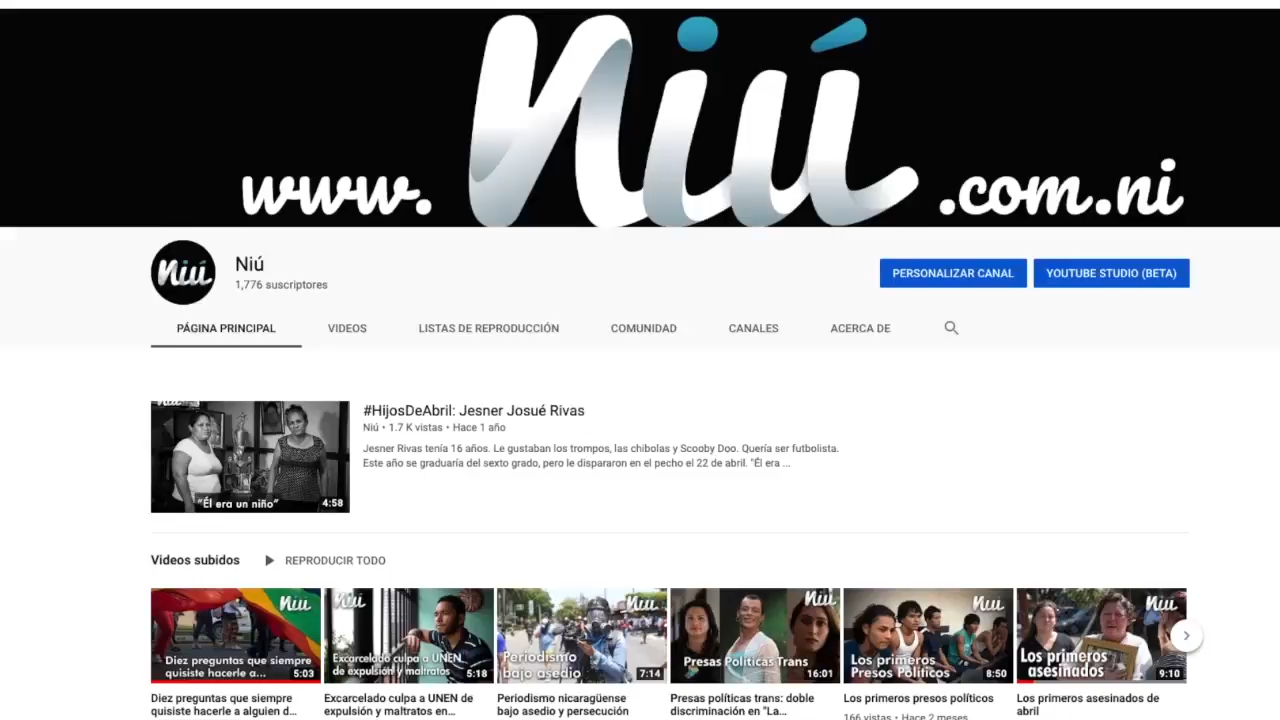 www.Niú.com.ni
Niú
Niú
1,776 suscriptores
PERSONALIZAR CANAL
YOUTUBE STUDIO (BETA)
PÁGINA PRINCIPAL
VIDEOS
LISTAS DE REPRODUCCIÓN
COMUNIDAD
CANALES
ACERCA DE
"Él era un niño"
4:58
#HijosDeAbril: Jesner Josué Rivas
Niú • 1.7 K vistas • Hace 1 año
Jesner Rivas tenía 16 años. Le gustaban los trompos, las chibolas y Scooby Doo. Quería ser futbolista.
Este año se graduaría del sexto grado, pero le dispararon en el pecho el 22 de abril. "Él era ...
Videos subidos
REPRODUCIR TODO
Niú
Diez preguntas que siempre
quisiste hacerle a...
5:03
Niú
Excarcelado culpa a UNEN
de expulsión y maltratos
5:18
Niú
Periodismo
bajo asedio
7:14
Niú
Presas Políticas Trans
16:01
Niú
Los primeros
Presos Políticos
8:50
Niú
Los primeros
asesinados
9:10
Diez preguntas que siempre
quisiste hacerle a alguien d...
Excarcelado culpa a UNEN de
expulsión y maltratos en...
Periodismo nicaragüense
bajo asedio y persecución
Presas políticas trans: doble
discriminación en "La...
Los primeros presos políticos
166 vistas • Hace 2 meses
Los primeros asesinados de
abril